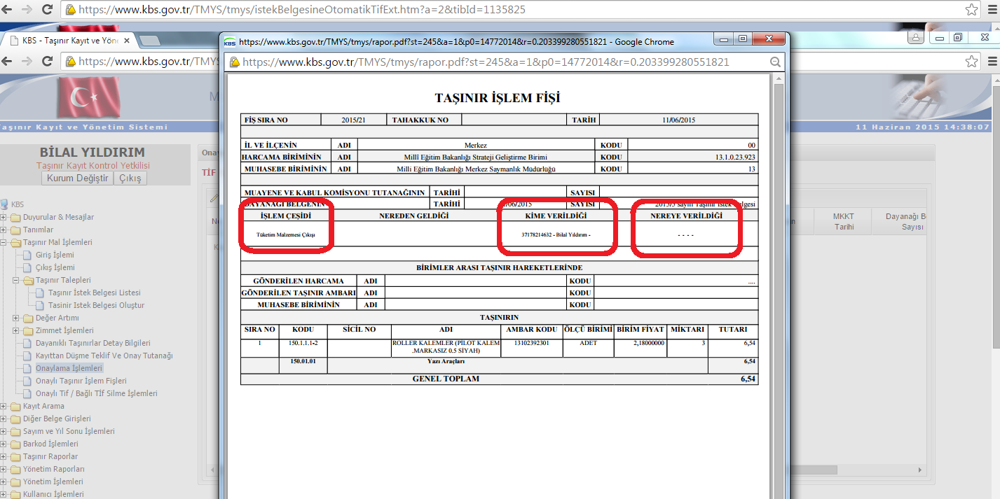 https://www.kbs.gov.tr/TMYS/tmys/istekBelgesineOtomatikTifExt.htm?a=2&tibId=1135825
KBS - Taşınır Kayıt ve Yöne
https://www.kbs.gov.tr/TMYS/tmys/rapor.pdf?st=245&a=1&p0=14772014&r=0.203399280551821 - Google Chrome
https://www.kbs.gov.tr/TMYS
https://www.kbs.gov.tr/TMYS/tmys/rapor.pdf?st=245&a=1&p0=14772014&r=0.203399280551821
M
Taşınır Kayıt ve Yönetim Sistemi
11 Haziran 2015 14:38:07
BİLAL YILDIRIM
Taşınır Kayıt Kontrol Yetkilisi
Kurum Değiştir Çıkış
KBS
Duyurular & Mesajlar
Tanımlar
Taşınır Mal İşlemleri
Giriş İşlemi
Çıkış İşlemi
Taşınır Talepleri
Taşınır İstek Belgesi Listesi
Tasinir Istek Belgesi Oluştur
Değer Artımı
Zimmet İşlemleri
Dayanıklı Taşınırlar Detay Bilgileri
Kayıttan Düşme Teklif Ve Onay Tutanağı
Onaylama İşlemleri
Onaylı Taşınır İşlem Fişleri
Onaylı Tif / Bağlı TİF Silme İşlemleri
Kayıt Arama
Diğer Belge Girişleri
Sayım ve Yıl Sonu İşlemleri
Barkod İşlemleri
Taşınır Raporlar
Yönetim Raporları
Yönetim İşlemleri
Kullanıcı İşlemleri
Onay
TİF
MKKT Tarihi
Dayanağı B
Sayısı
TAŞINIR İŞLEM FİŞİ
FİŞ SIRA NO 2015/21 TAHAKKUK NO TARİH 11/06/2015
İL VE İLÇENİN ADI Merkez KODU 00
HARCAMA BİRİMİNİN ADI Millî Eğitim Bakanlığı Strateji Geliştirme Birimi KODU 13.1.0.23.923
MUHASEBE BİRİMİNİN ADI Milli Eğitim Bakanlığı Merkez Saymanlık Müdürlüğü KODU 13
MUAYENE VE KABUL KOMİSYONU TUTANAĞININ TARİHİ SAYISI
DAYANAĞI BELGENİN TARİHİ /06/2015 SAYISI 2015/5 sayılı Taşınır İstek Belgesi
İŞLEM ÇEŞİDİ NEREDEN GELDİĞİ KİME VERİLDİĞİ NEREYE VERİLDİĞİ
Tüketim Malzemesi Çıkışı 37178214632 - Bilal Yıldırım - - - - -
BİRİMLER ARASI TAŞINIR HAREKETLERİNDE
GÖNDERİLEN HARCAMA ADI KODU ....
GÖNDERİLEN TAŞINIR AMBARI ADI KODU
MUHASEBE BİRİMİNİN ADI KODU
TAŞINIRIN
SIRA NO KODU SİCİL NO ADI AMBAR KODU ÖLÇÜ BİRİMİ BİRİM FİYAT MİKTARI TUTARI
1 150.1.1.1-2 ROLLER KALEMLER (PİLOT KALEM 13102392301 ADET 2,18000000 3 6,54
.MARKASIZ 0.5 SİYAH)
150.01.01 Yazı Araçları 6,54
GENEL TOPLAM 6,54